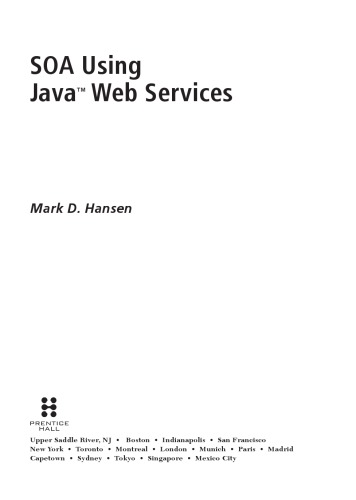 SOA Using
Java™ Web Services
Mark D. Hansen
PRENTICE
HALL
Upper Saddle River, NJ • Boston • Indianapolis • San Francisco
New York • Toronto • Montreal • London • Munich • Paris • Madrid
Capetown • Sydney • Tokyo • Singapore • Mexico City